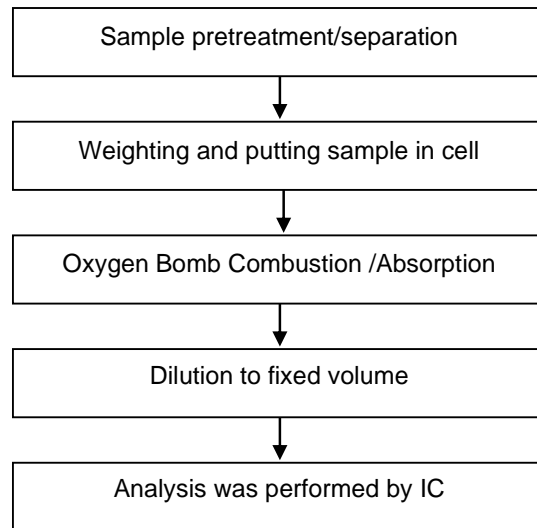 Sample pretreatment/separation
Weighting and putting sample in cell
Oxygen Bomb Combustion /Absorption
Dilution to fixed volume
Analysis was performed by IC